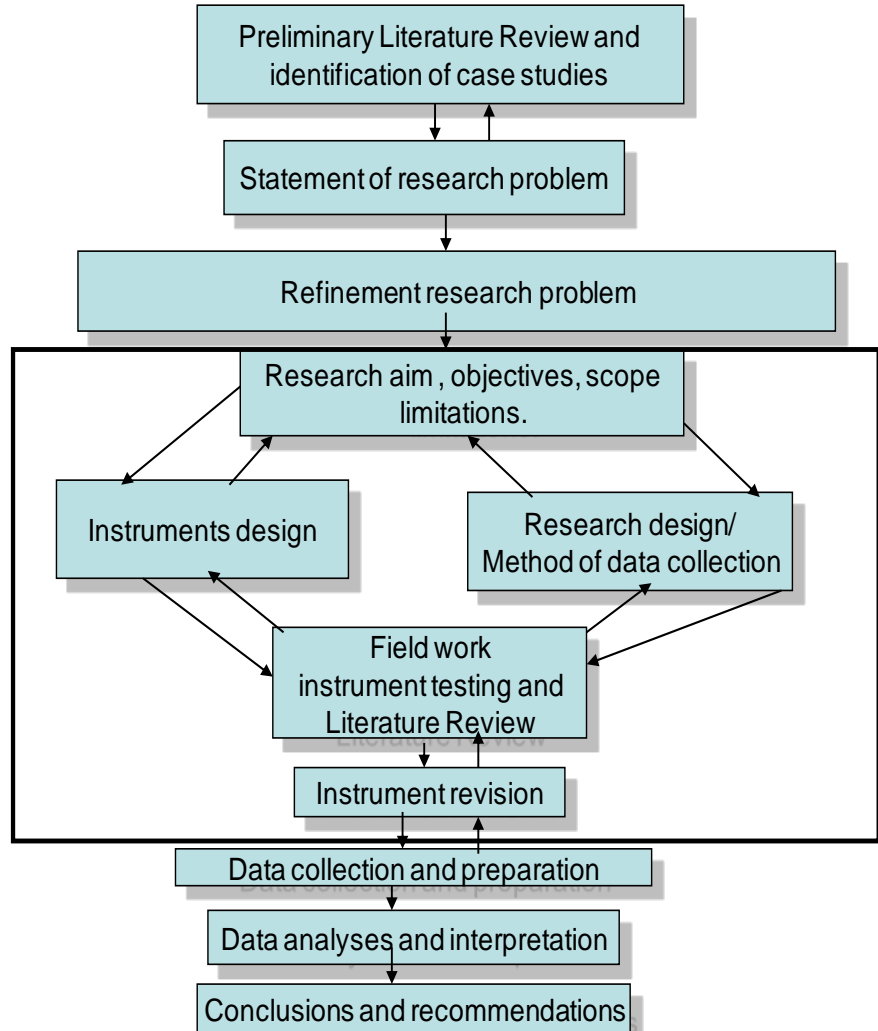 Preliminary Literature Review and
identification of case studies
Statement of research problem
Refinement research problem
Research aim , objectives, scope
limitations.
Instruments design
Research design/
Method of data collection
Field work
instrument testing and
Literature Review
Instrument revision
Data collection and preparation
Data analyses and interpretation
Conclusions and recommendations